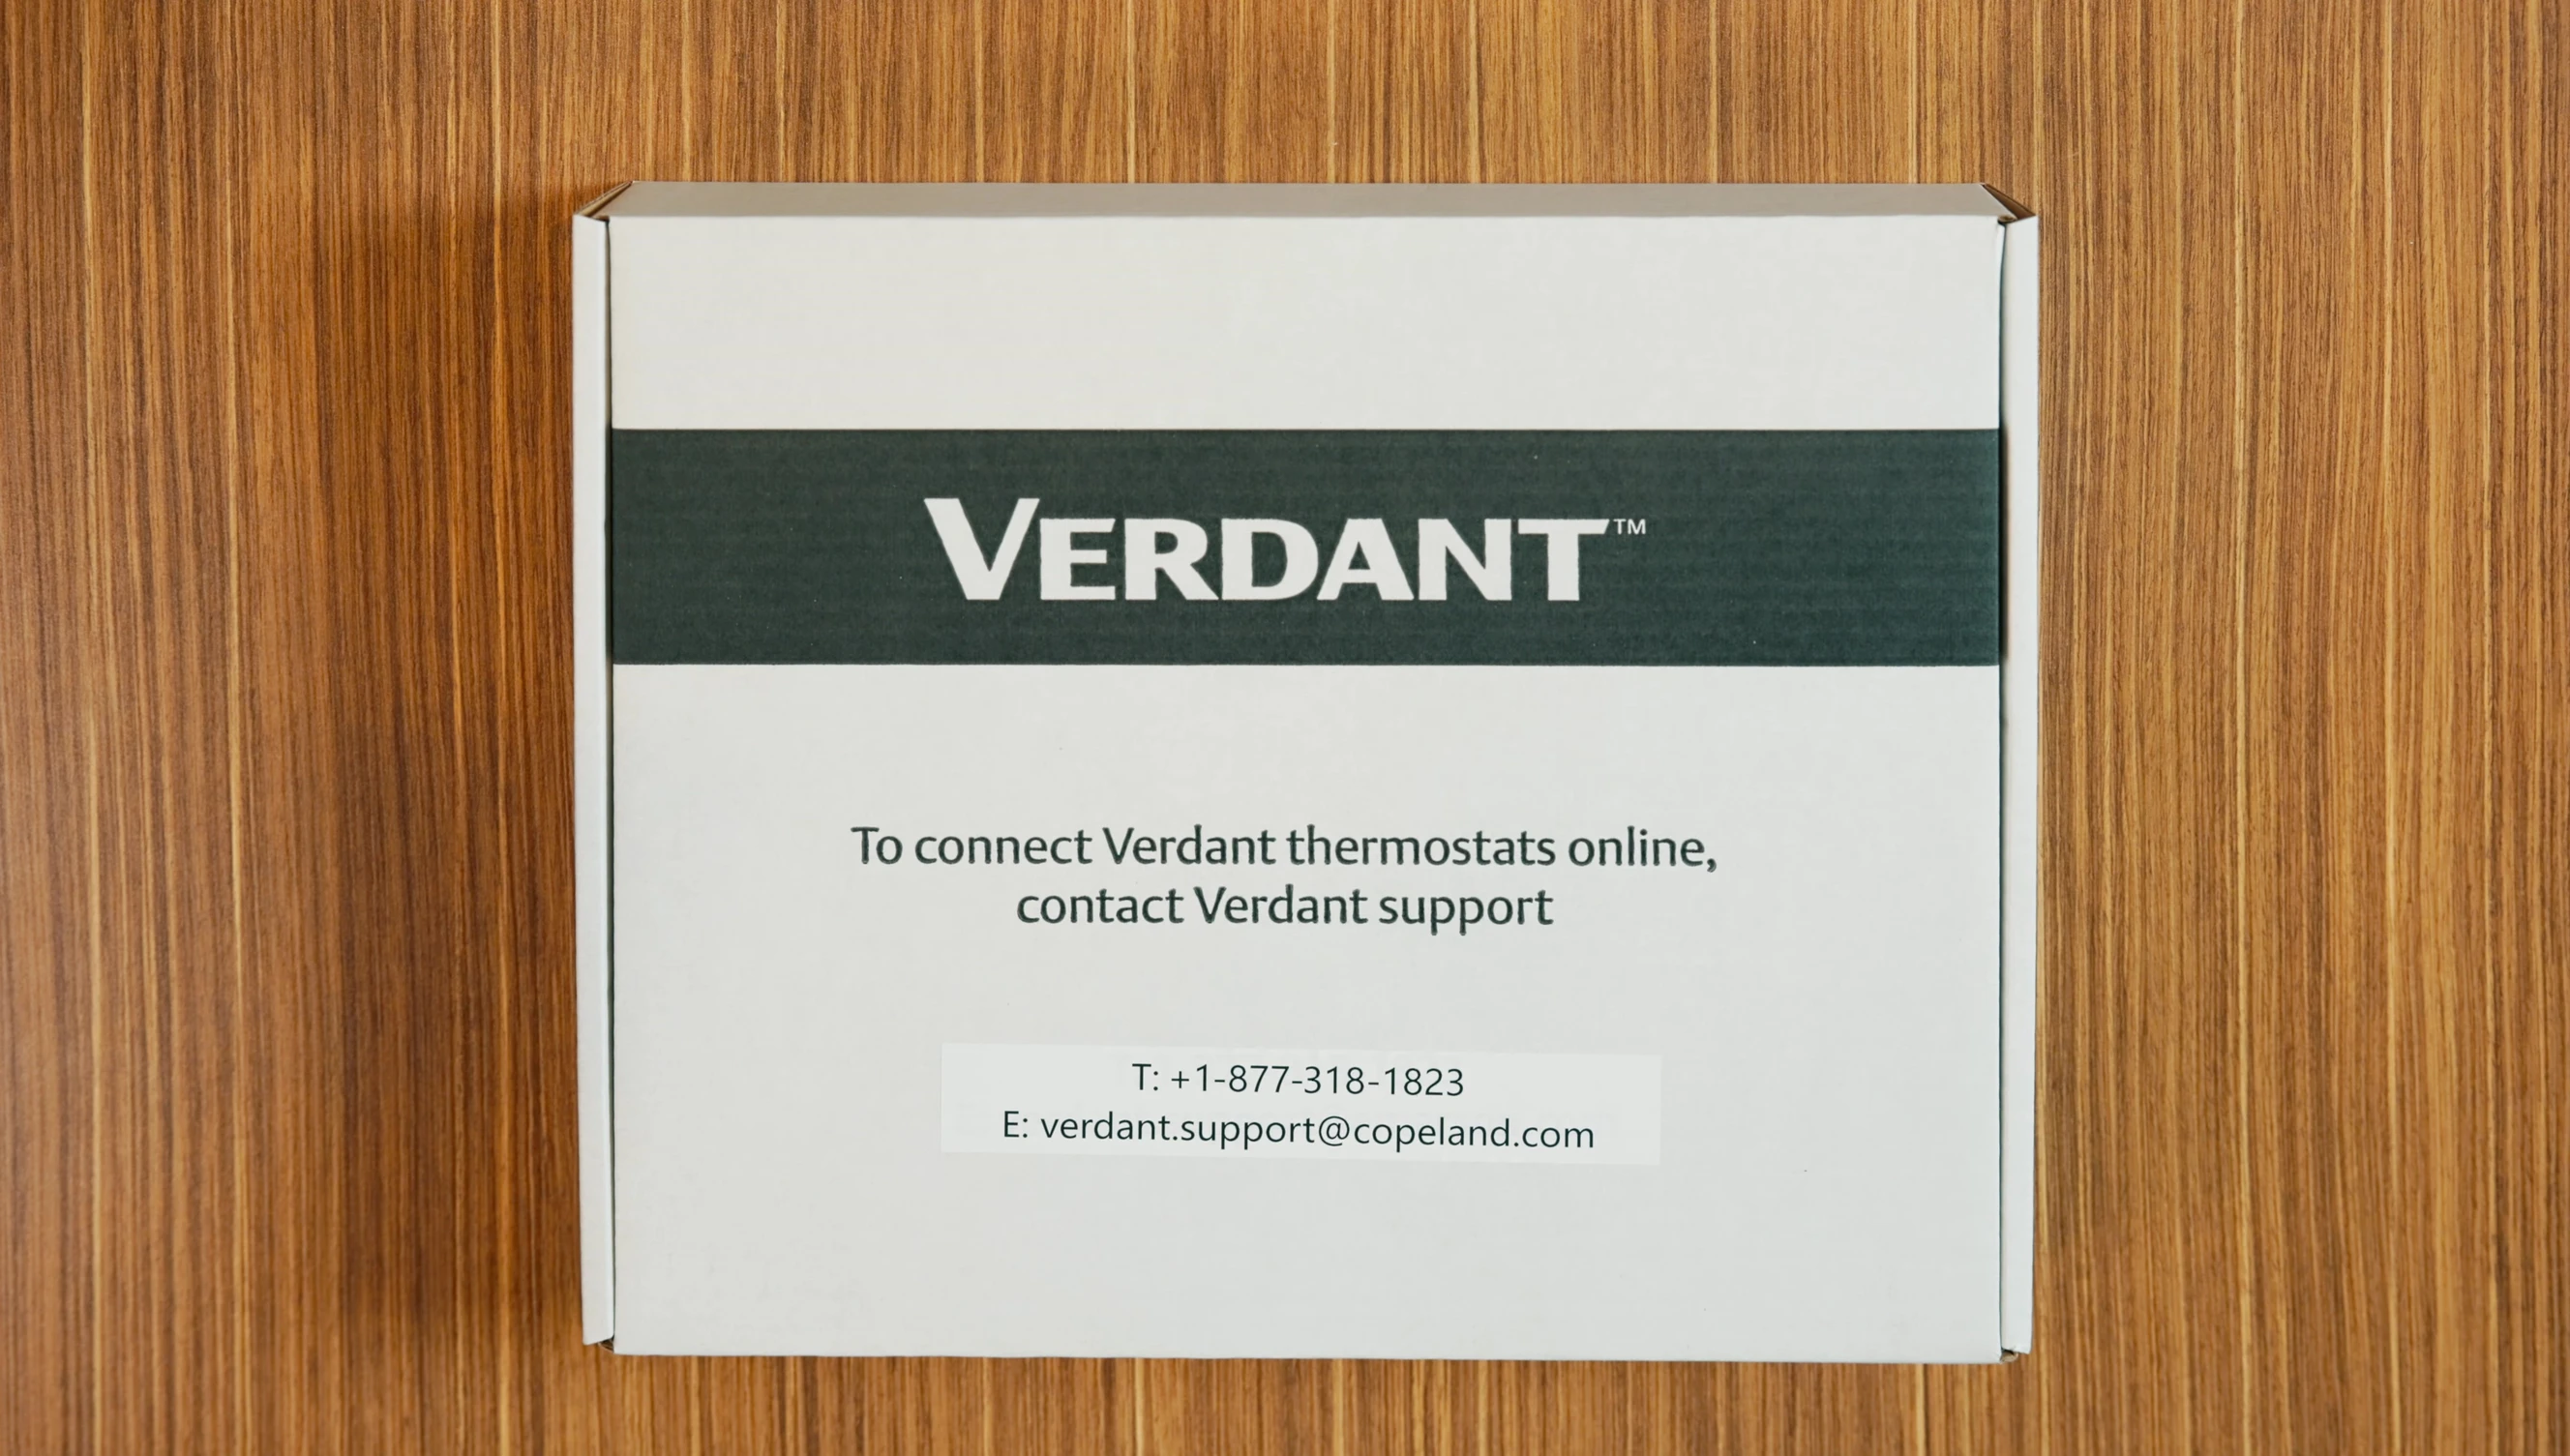 VERDANT™
To connect Verdant thermostats online,
contact Verdant support
T: +1-877-318-1823
E: verdant.support@copeland.com